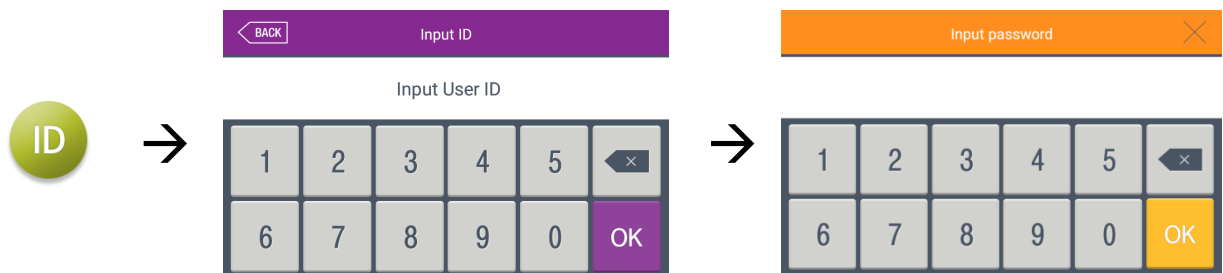 ID
BACK
Input ID
Input User ID
1 2 3 4 5
6 7 8 9 0 OK
Input password
1 2 3 4 5
6 7 8 9 0 OK